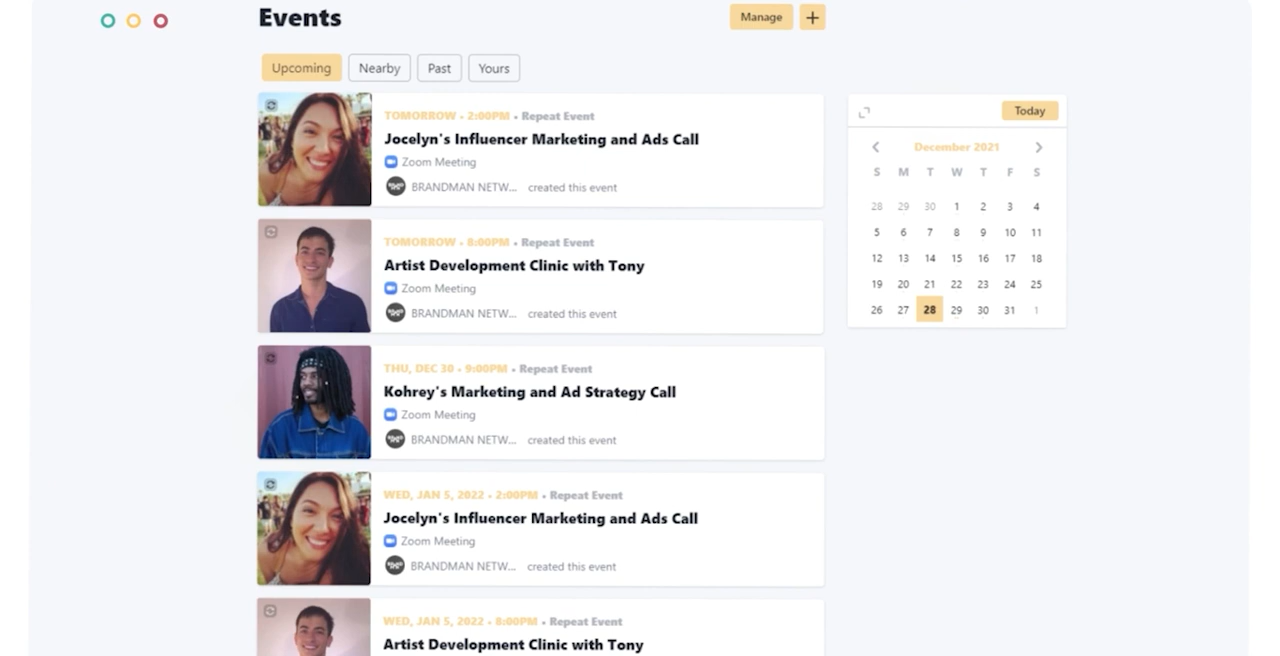 Events
Manage +
Upcoming Nearby Past Yours
TOMORROW • 2:00PM • Repeat Event
Jocelyn's Influencer Marketing and Ads Call
Zoom Meeting
BRANDMAN NETW... created this event
TOMORROW • 8:00PM • Repeat Event
Artist Development Clinic with Tony
Zoom Meeting
BRANDMAN NETW... created this event
THU, DEC 30 • 9:00PM • Repeat Event
Kohrey's Marketing and Ad Strategy Call
Zoom Meeting
BRANDMAN NETW... created this event
WED, JAN 5, 2022 • 2:00PM • Repeat Event
Jocelyn's Influencer Marketing and Ads Call
Zoom Meeting
BRANDMAN NETW... created this event
WED, JAN 5, 2022 • 8:00PM • Repeat Event
Artist Development Clinic with Tony
Today
December 2021
S M T W T F S
28 29 30 1 2 3 4
5 6 7 8 9 10 11
12 13 14 15 16 17 18
19 20 21 22 23 24 25
26 27 28 29 30 31 1